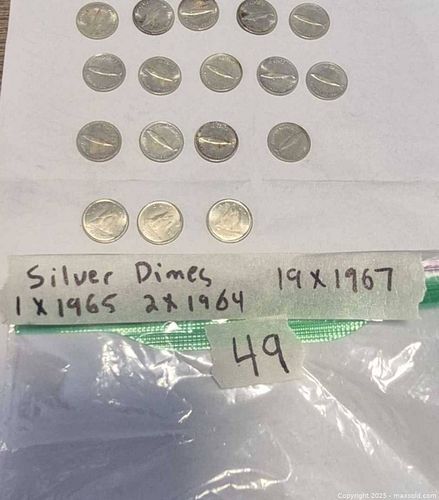 Silver Dimes 19 X 1967
1 X 1965 2 X 1964
49
Copyright © 2025 - maxsold.com